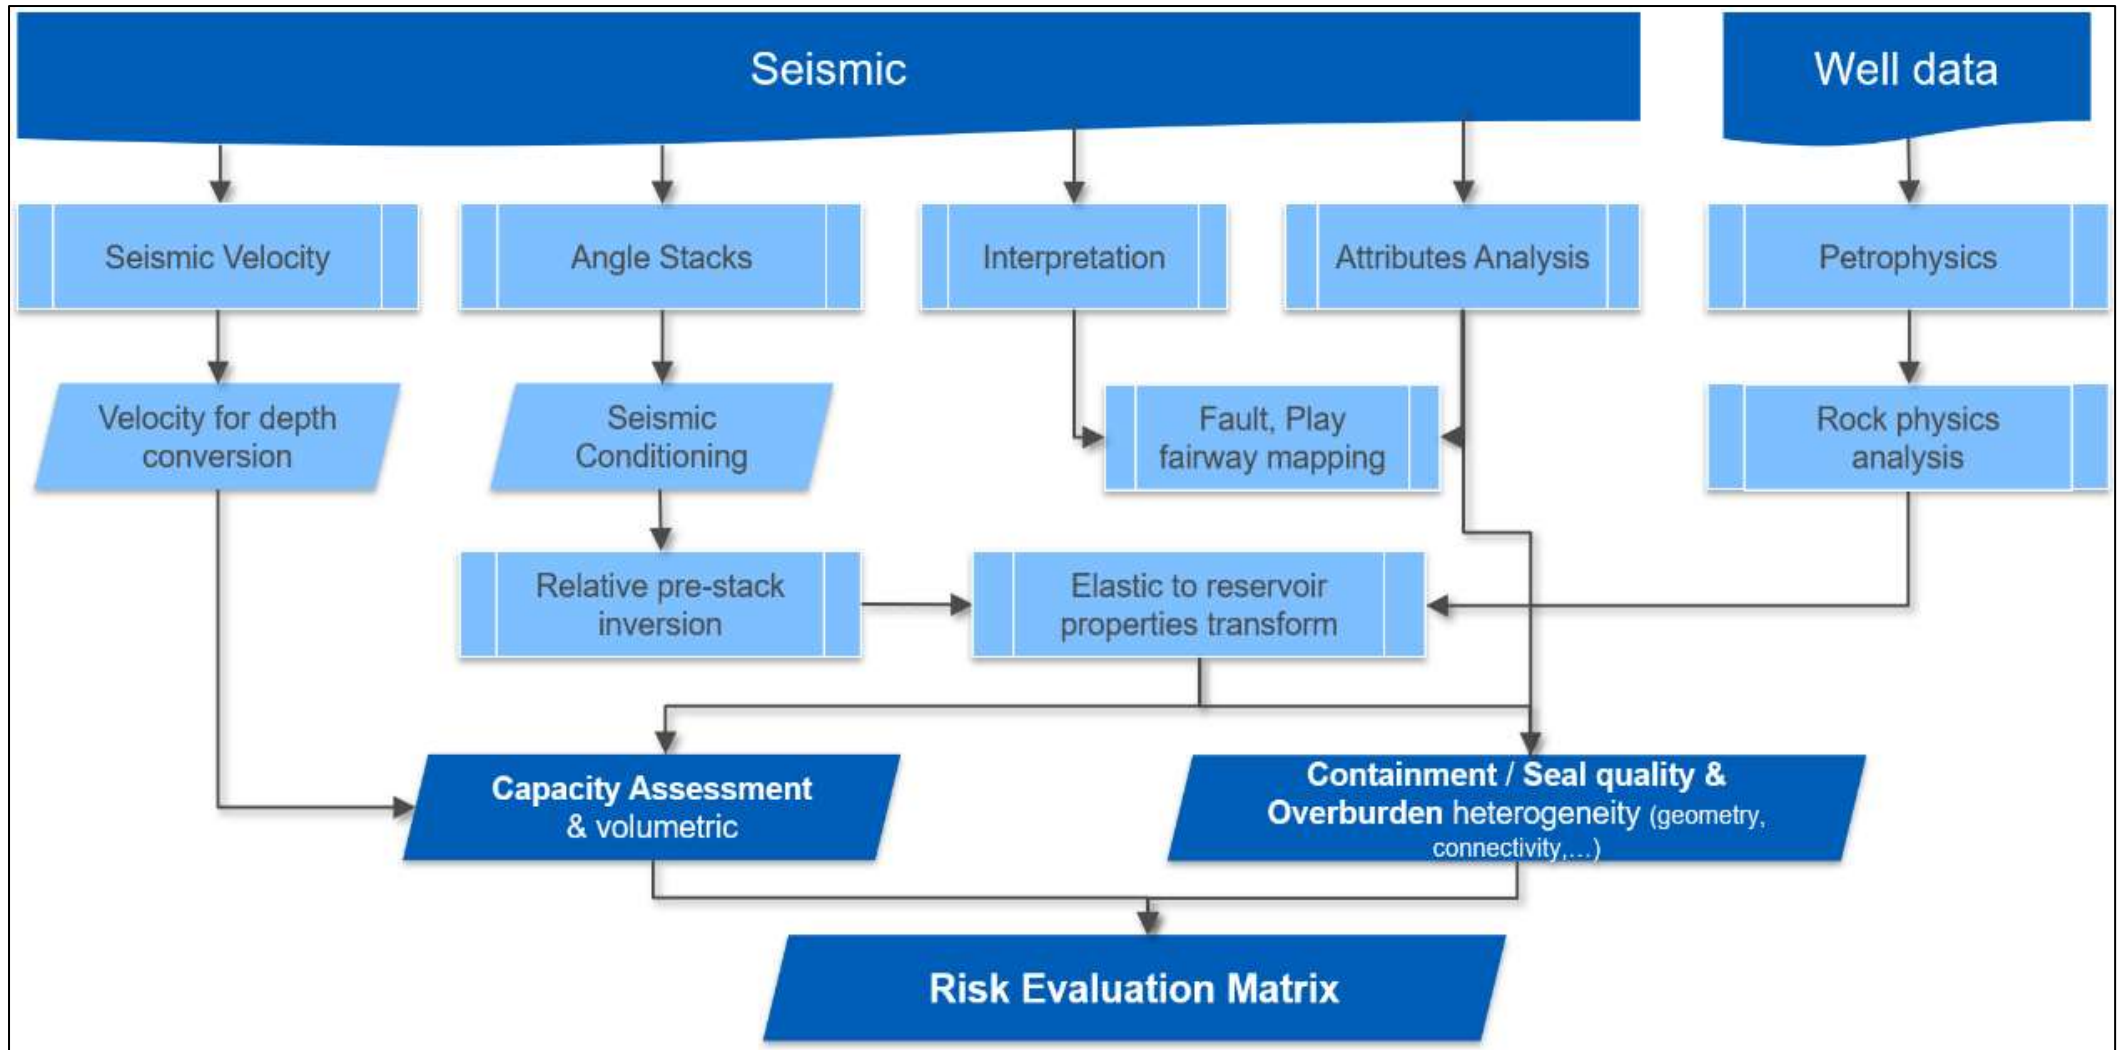 Seismic
Well data
Seismic Velocity
Angle Stacks
Interpretation
Attributes Analysis
Petrophysics
Velocity for depth
conversion
Seismic
Conditioning
Fault, Play
fairway mapping
Rock physics
analysis
Relative pre-stack
inversion
Elastic to reservoir
properties transform
Capacity Assessment
& volumetric
Containment / Seal quality &
Overburden heterogeneity (geometry,
connectivity,...)
Risk Evaluation Matrix